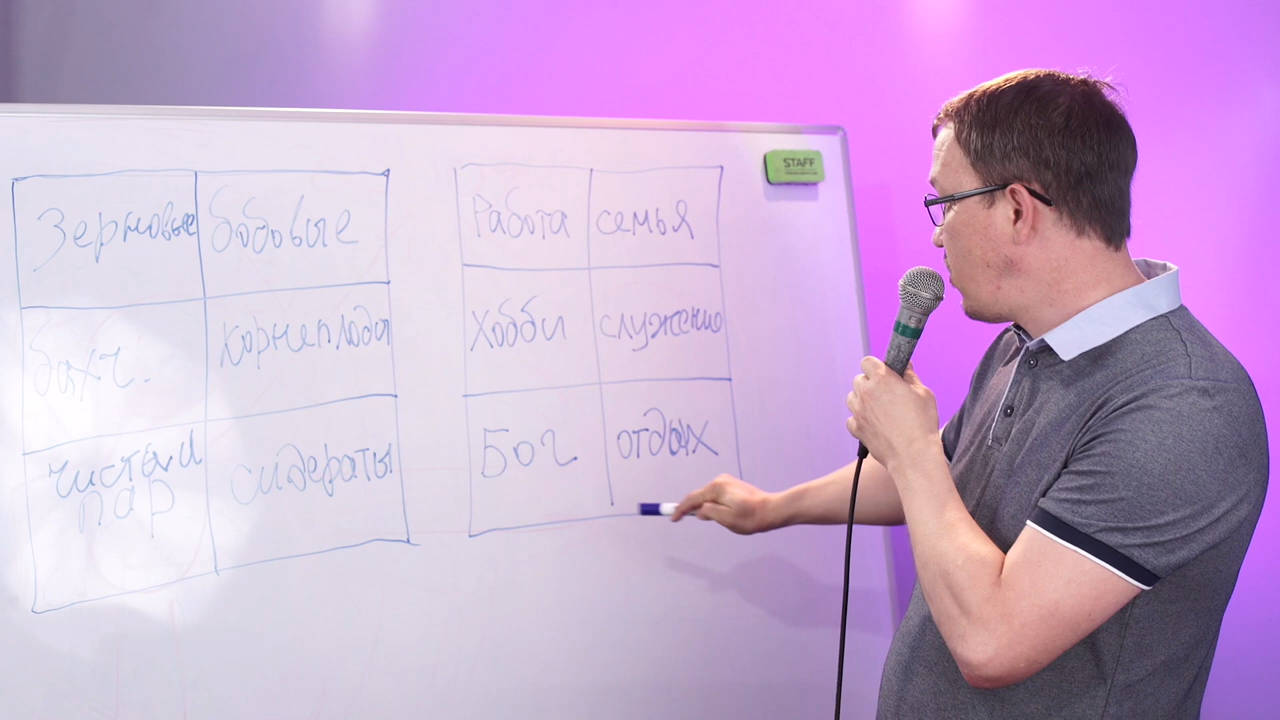 Зерновые бобовые
бахч. корнеплоды
чистый
пар
сидераты
Работа семья
Хобби служение
Бог отдых
STAFF